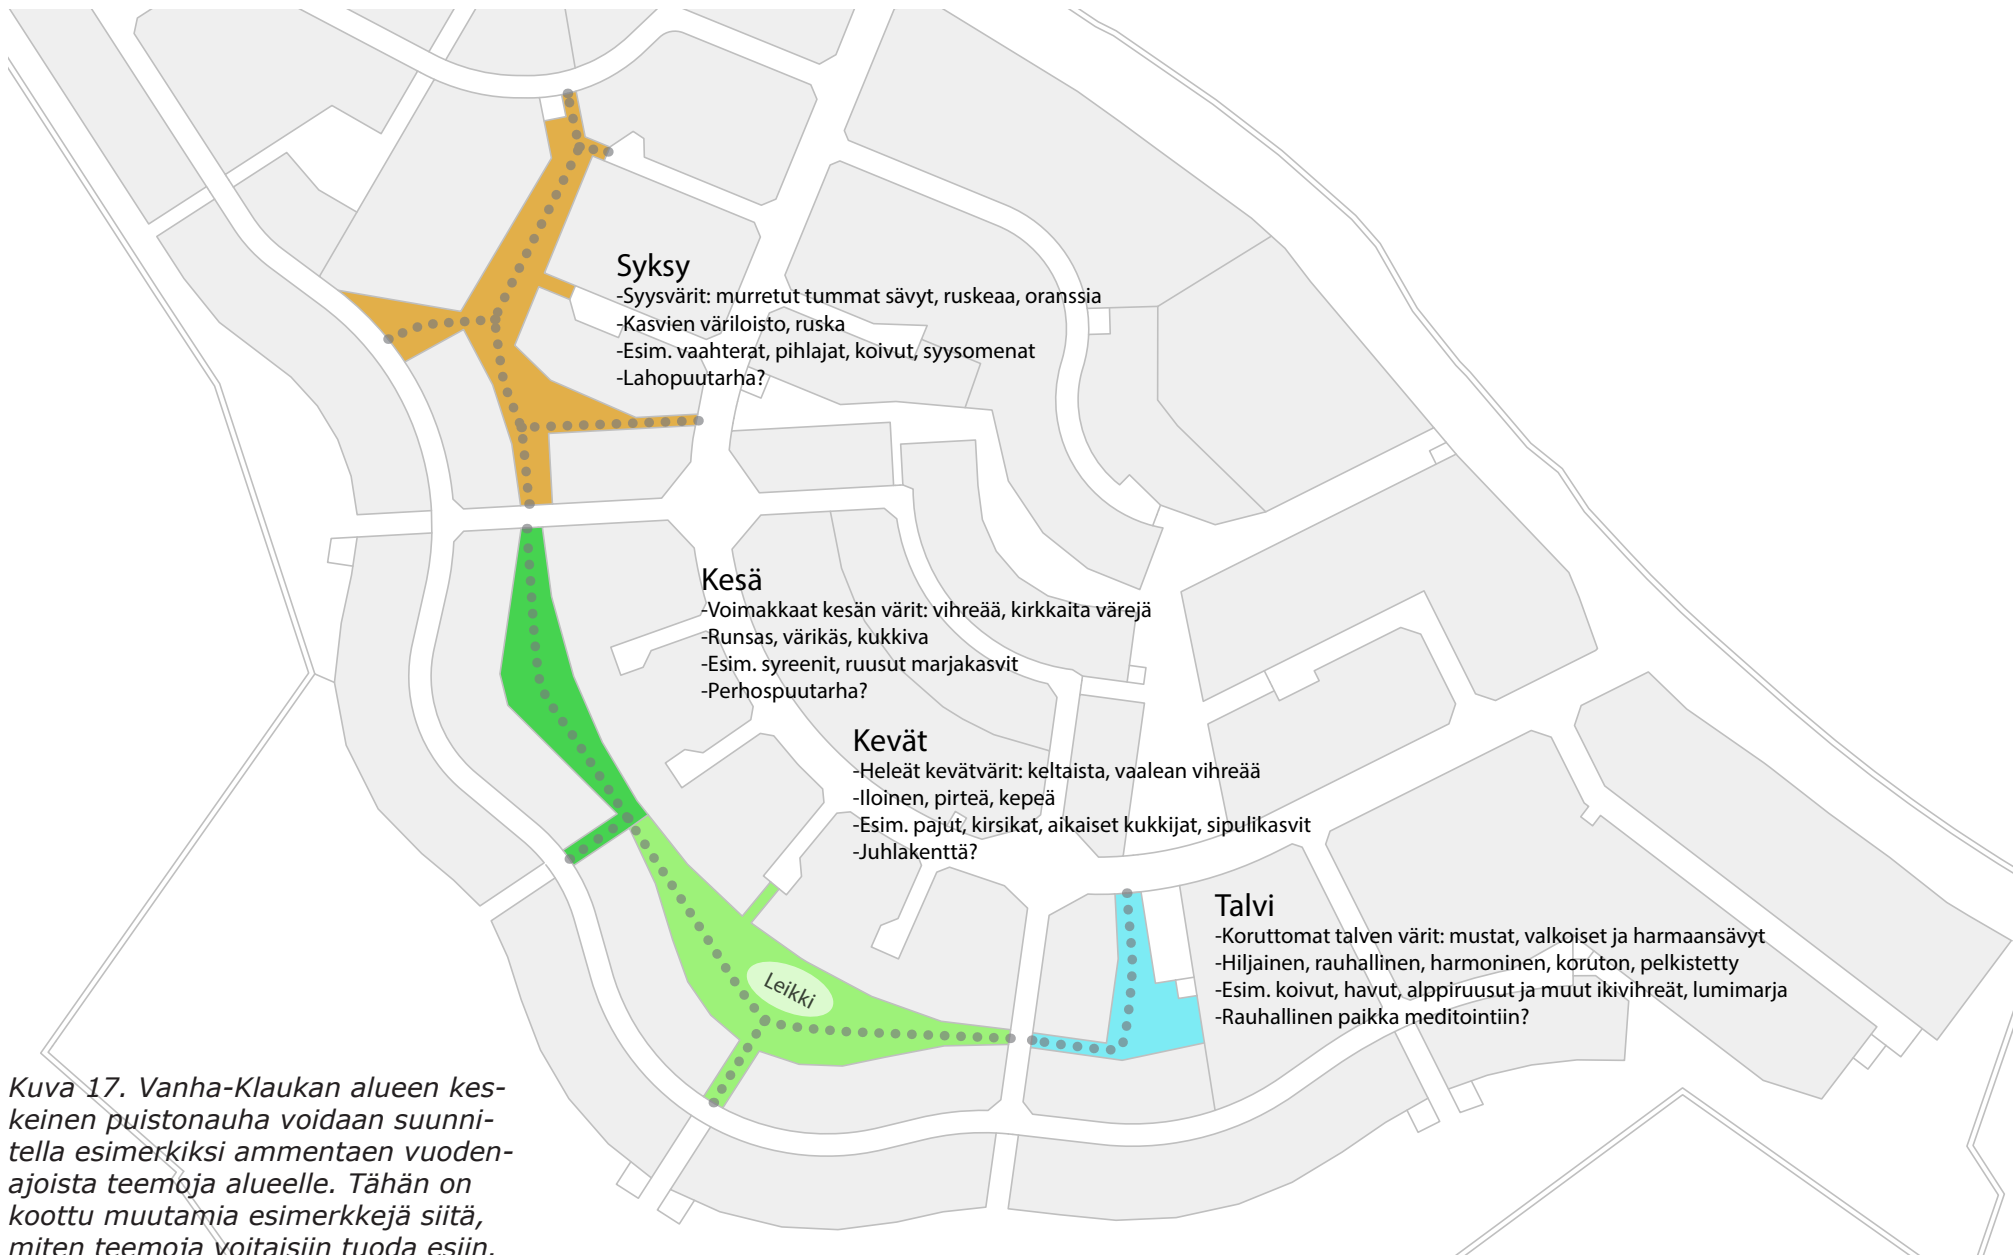 Syksy
-Syysvärit: murretut tummat sävyt, ruskeaa, oranssia
-Kasvien väriloisto, ruska
-Esim. vaahterat, pihlajat, koivut, syysomenat
-Lahopuutarha?
Kesä
-Voimakkaat kesän värit: vihreää, kirkkaita värejä
-Runsas, värikäs, kukkiva
-Esim. syreenit, ruusut marjakasvit
-Perhospuutarha?
Kevät
-Heleät kevätvärit: keltaista, vaalean vihreää
-Iloinen, pirteä, kepeä
-Esim. pajut, kirsikat, aikaiset kukkijat, sipulikasvit
-Juhlakenttä?
Leikki
Talvi
-Koruttomat talven värit: mustat, valkoiset ja harmaansävyt
-Hiljainen, rauhallinen, harmoninen, koruton, pelkistetty
-Esim. koivut, havut, alppiruusut ja muut ikivihreät, lumimarja
-Rauhallinen paikka meditointiin?
Kuva 17. Vanha-Klaukan alueen kes-
keinen puistonauha voidaan suunni-
tella esimerkiksi ammentaen vuoden-
ajoista teemoja alueelle. Tähän on
koottu muutamia esimerkkejä siitä,
miten teemoja voitaisiin tuoda esiin.